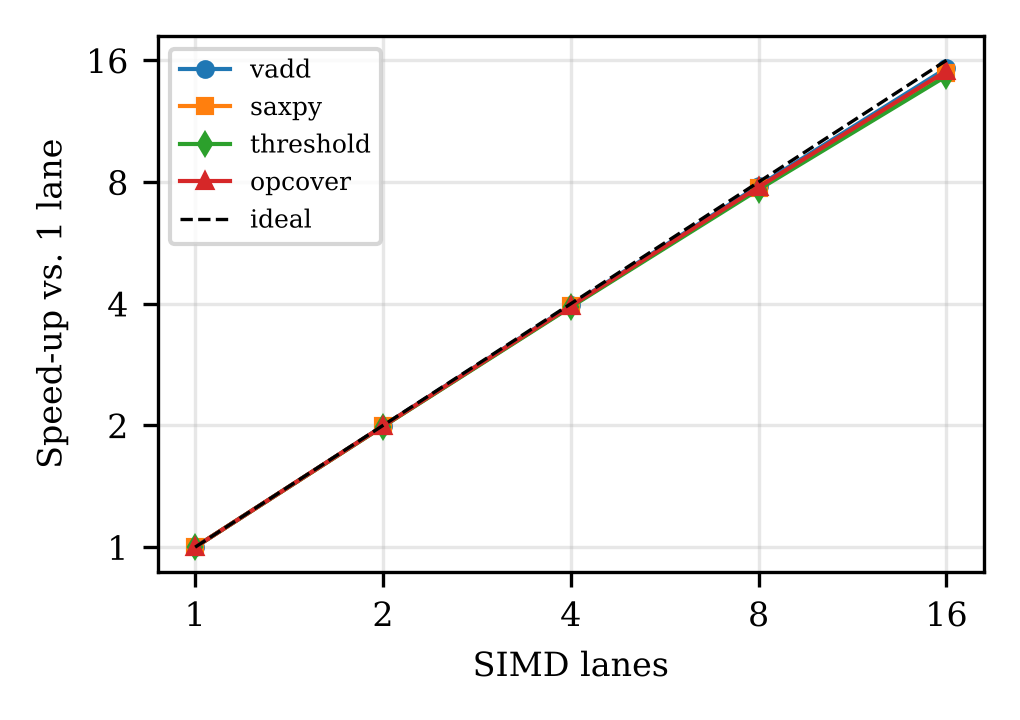 Speed-up vs. 1 lane
16
8
4
2
1
vadd
saxpy
threshold
opcover
ideal
1 2 4 8 16
SIMD lanes